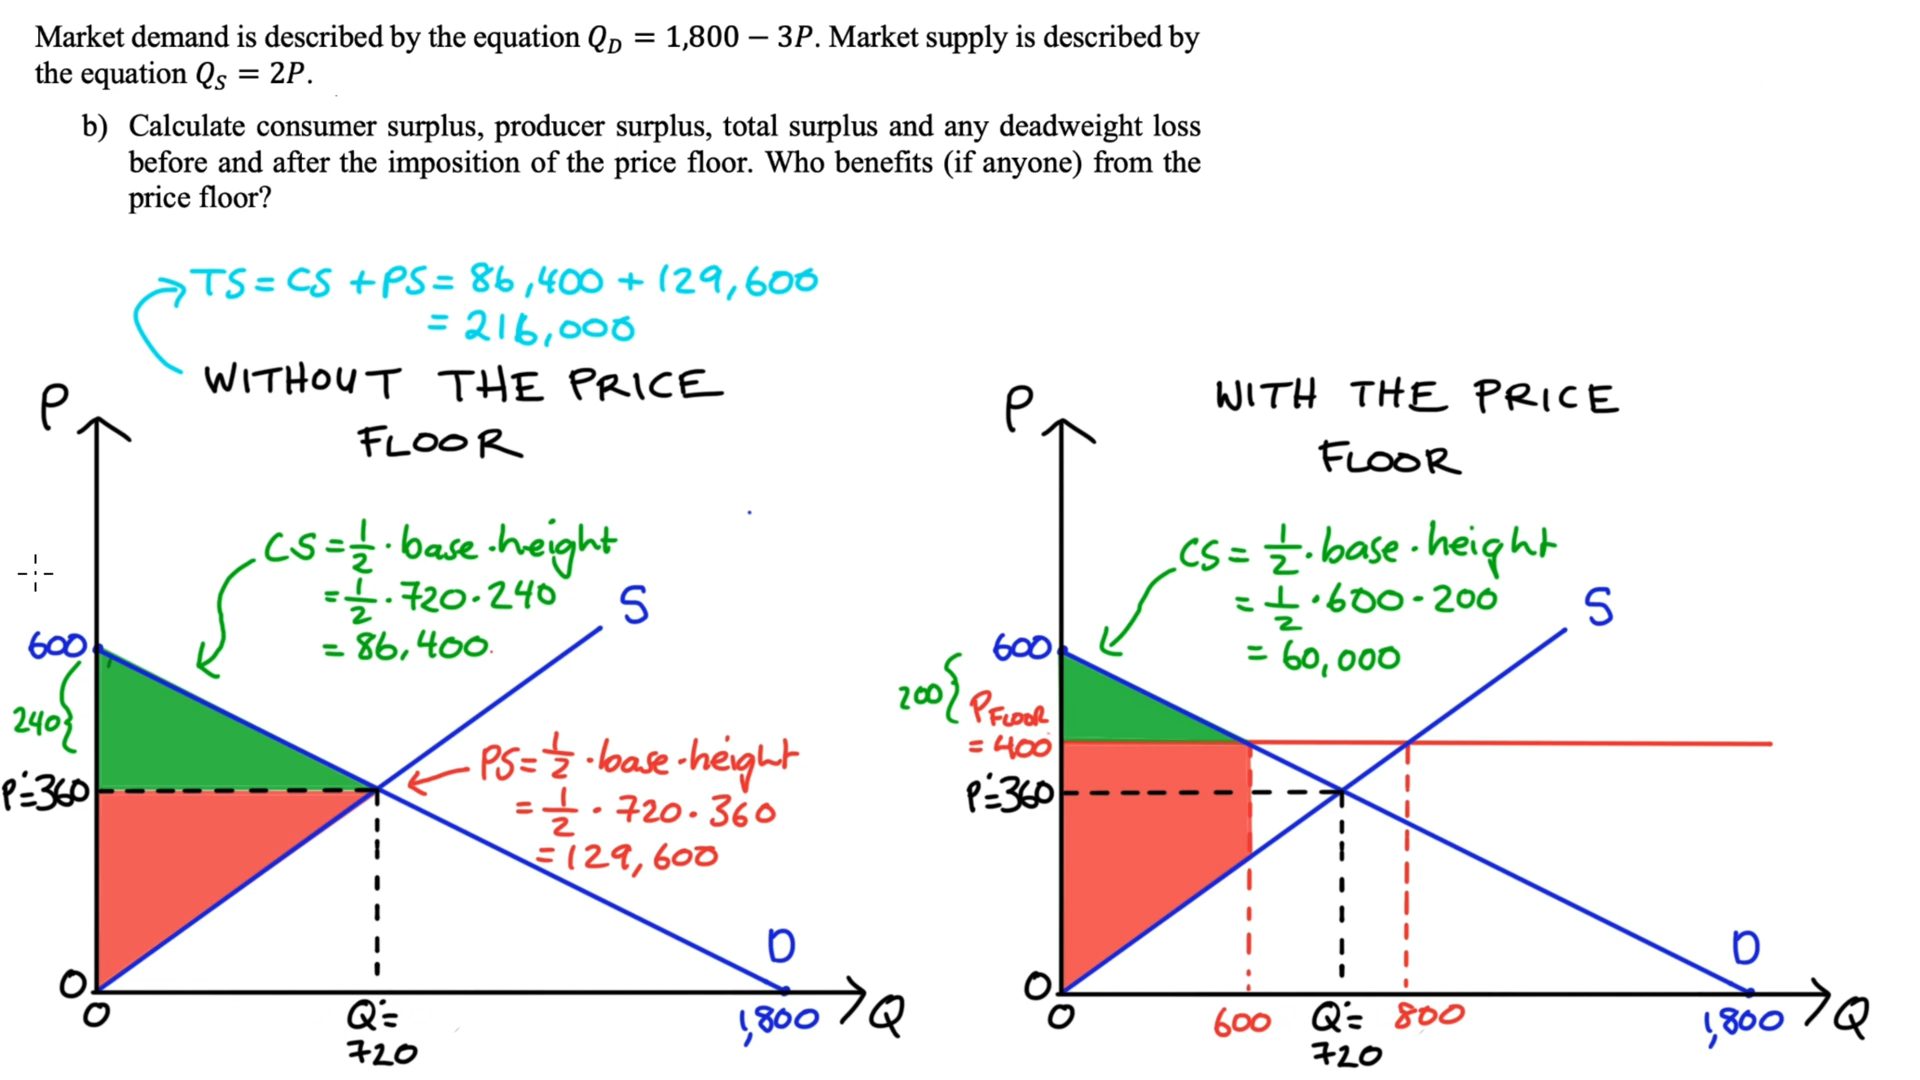 Market demand is described by the equation Q_D = 1,800 − 3P. Market supply is described by
the equation Q_S = 2P.
b) Calculate consumer surplus, producer surplus, total surplus and any deadweight loss
before and after the imposition of the price floor. Who benefits (if anyone) from the
price floor?
TS = CS + PS = 86,400 + 129,600
= 216,000
WITHOUT THE PRICE
FLOOR
P
CS = 1/2 · base · height
= 1/2 · 720 · 240
= 86,400
S
600
240
P*=360
PS = 1/2 · base · height
= 1/2 · 720 · 360
= 129,600
D
0
0
Q*=
720
1,800
Q
WITH THE PRICE
FLOOR
P
CS = 1/2 · base · height
= 1/2 · 600 · 200
= 60,000
S
600
200
P_FLOOR
= 400
P*=360
D
0
0
600
Q*=
720
800
1,800
Q